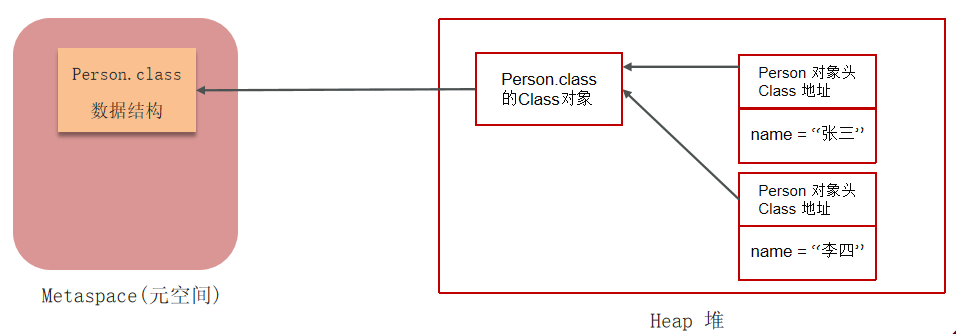 Person.class
数据结构
Metaspace(元空间)
Person.class
的Class对象
Person 对象头
Class 地址
name = “张三”
Person 对象头
Class 地址
name = “李四”
Heap 堆